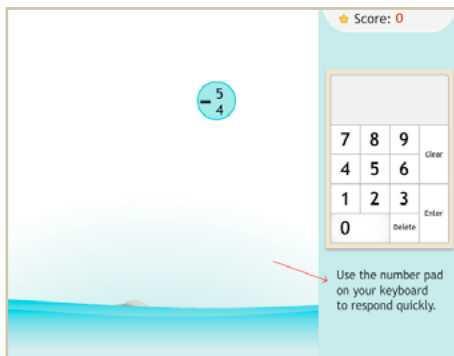 Score: 0
5
- 4
7 8 9
Clear
4 5 6
1 2 3
Enter
0 Delete
Use the number pad
on your keyboard
to respond quickly.